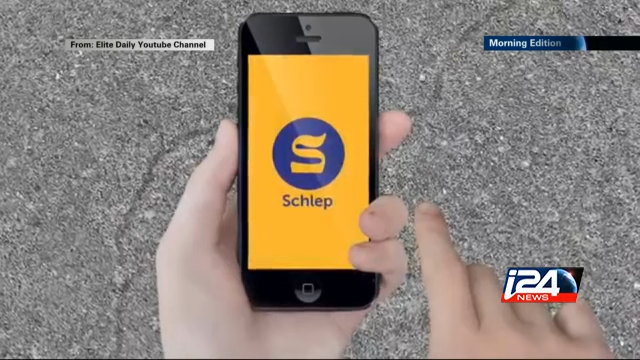 From: Elite Daily Youtube Channel
Morning Edition
S
Schlep
i24
NEWS